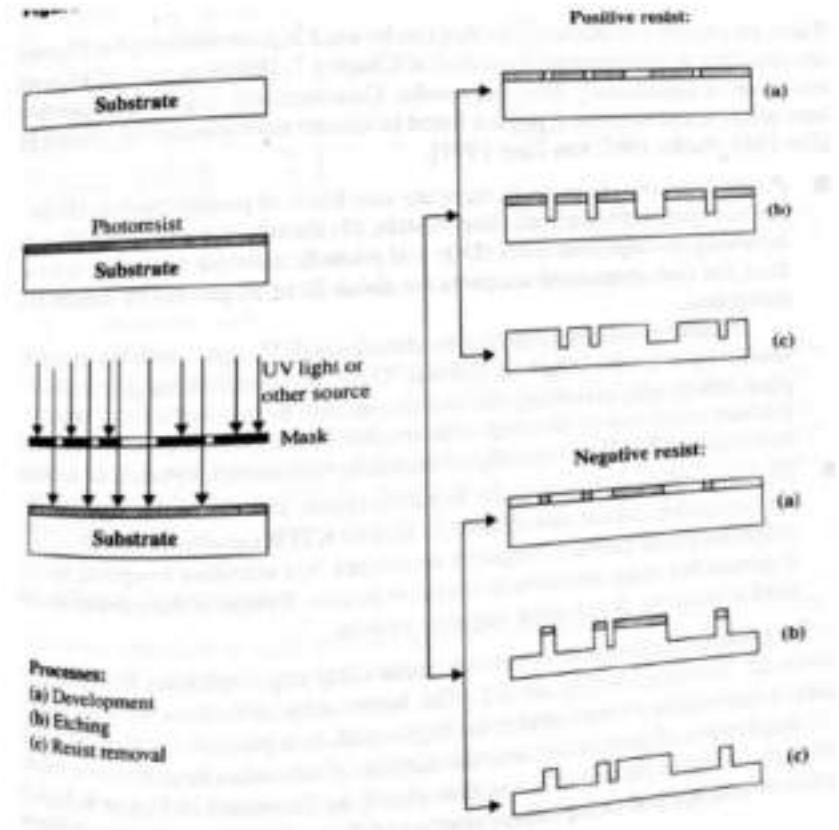 Substrate
Photoresist
Substrate
UV light or
other source
Mask
Substrate
Processes:
(a) Development
(b) Etching
(c) Resist removal
Positive resist:
(a)
(b)
(c)
Negative resist:
(a)
(b)
(c)